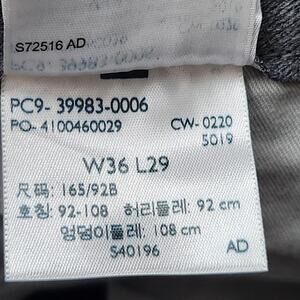 S72516 AD
PC9- 39983-0006
PO- 4100460029
CW-0220
5019
W36 L29
尺码: 165/92B
호칭: 92-108 허리둘레: 92 cm
엉덩이둘레: 108 cm
S40196
AD